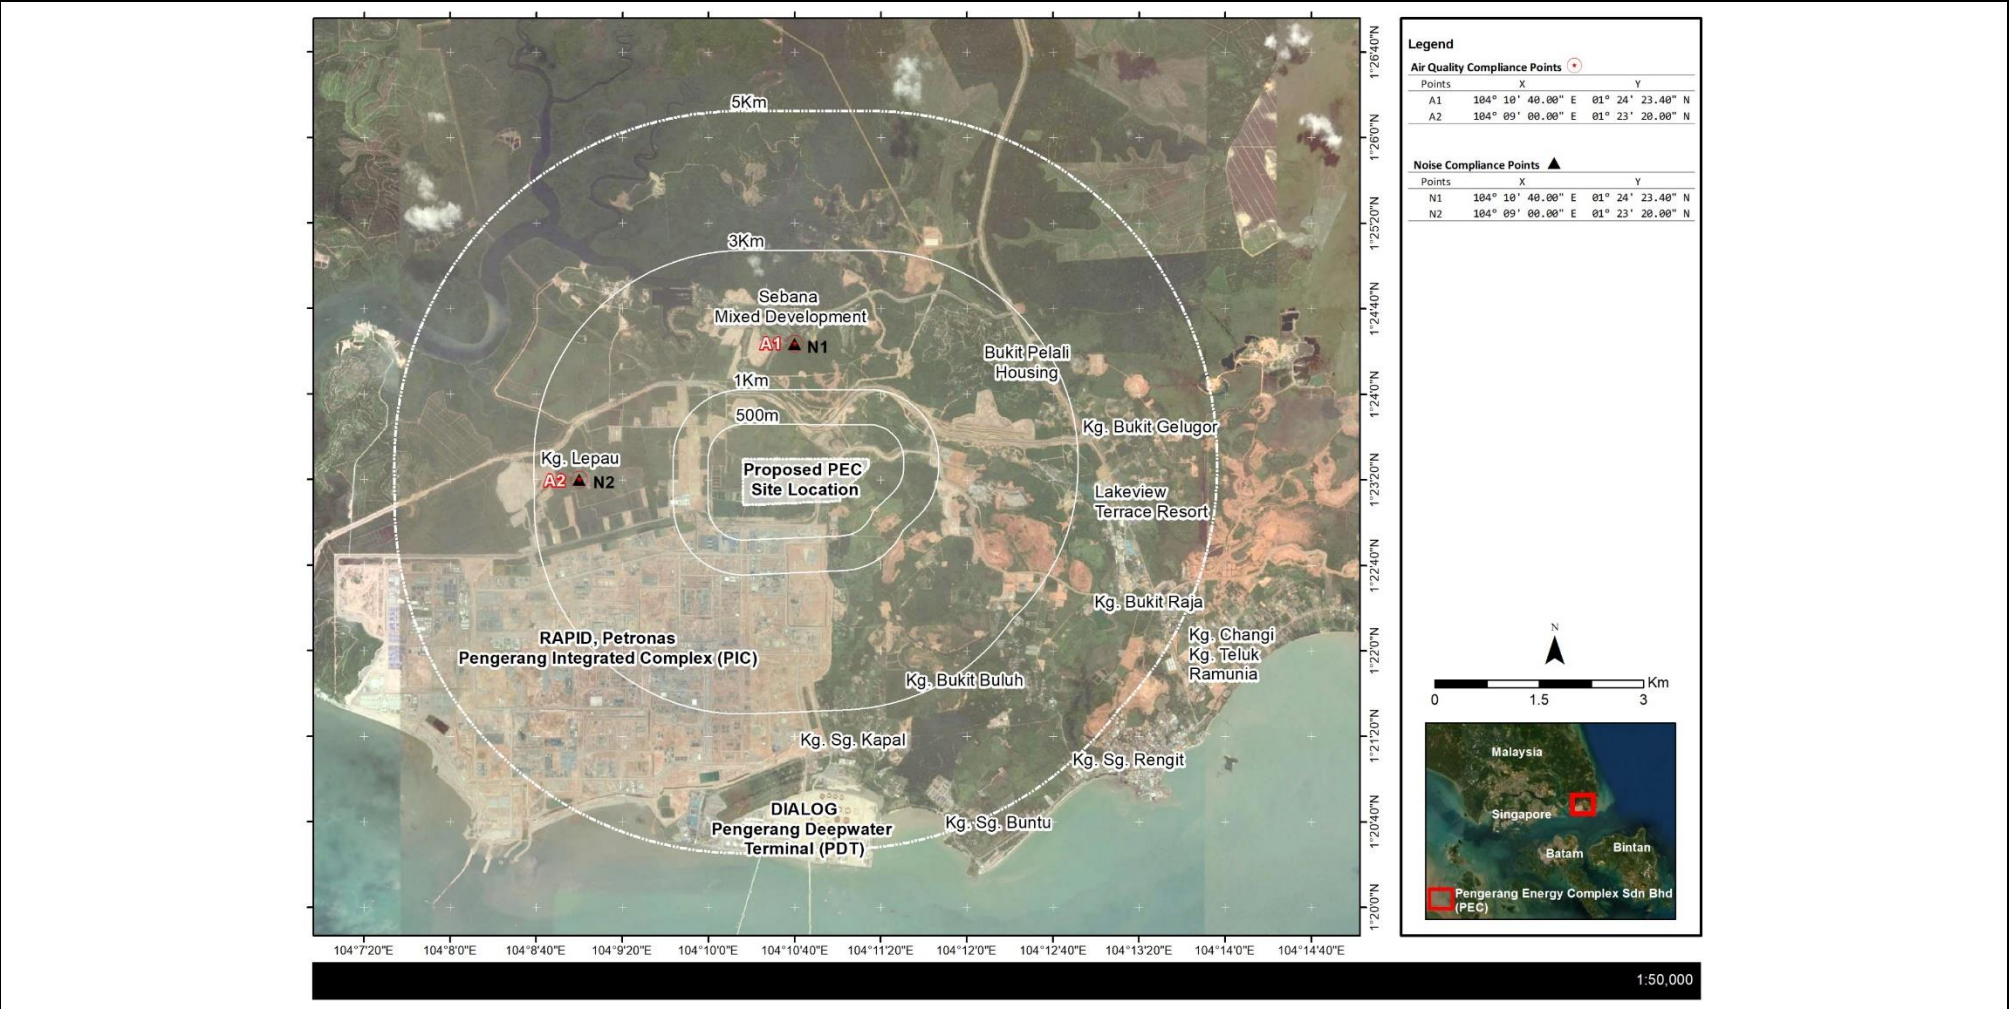 5Km
3Km
Sebana
Mixed Development
A1 N1
Bukit Pelali
Housing
1Km
500m
Kg. Bukit Gelugor
Kg. Lepau
A2 N2
Proposed PEC
Site Location
Lakeview
Terrace Resort
Kg. Bukit Raja
RAPID, Petronas
Pengerang Integrated Complex (PIC)
Kg. Changi
Kg. Teluk
Ramunia
Kg. Bukit Buluh
Kg. Sg. Kapal
Kg. Sg. Rengit
DIALOG
Pengerang Deepwater
Terminal (PDT)
Kg. Sg. Buntu
1°26'40"N
1°26'0"N
1°25'20"N
1°24'40"N
1°24'0"N
1°23'20"N
1°22'40"N
1°22'0"N
1°21'20"N
1°20'40"N
1°20'0"N
104°7'20"E 104°8'0"E 104°8'40"E 104°9'20"E 104°10'0"E 104°10'40"E 104°11'20"E 104°12'0"E 104°12'40"E 104°13'20"E 104°14'0"E 104°14'40"E
Legend
Air Quality Compliance Points
Points X Y
A1 104° 10' 40.00" E 01° 24' 23.40" N
A2 104° 09' 00.00" E 01° 23' 20.00" N
Noise Compliance Points
Points X Y
N1 104° 10' 40.00" E 01° 24' 23.40" N
N2 104° 09' 00.00" E 01° 23' 20.00" N
N
Km
0 1.5 3
Malaysia
Singapore
Batam
Bintan
Pengerang Energy Complex Sdn Bhd
(PEC)
1:50,000